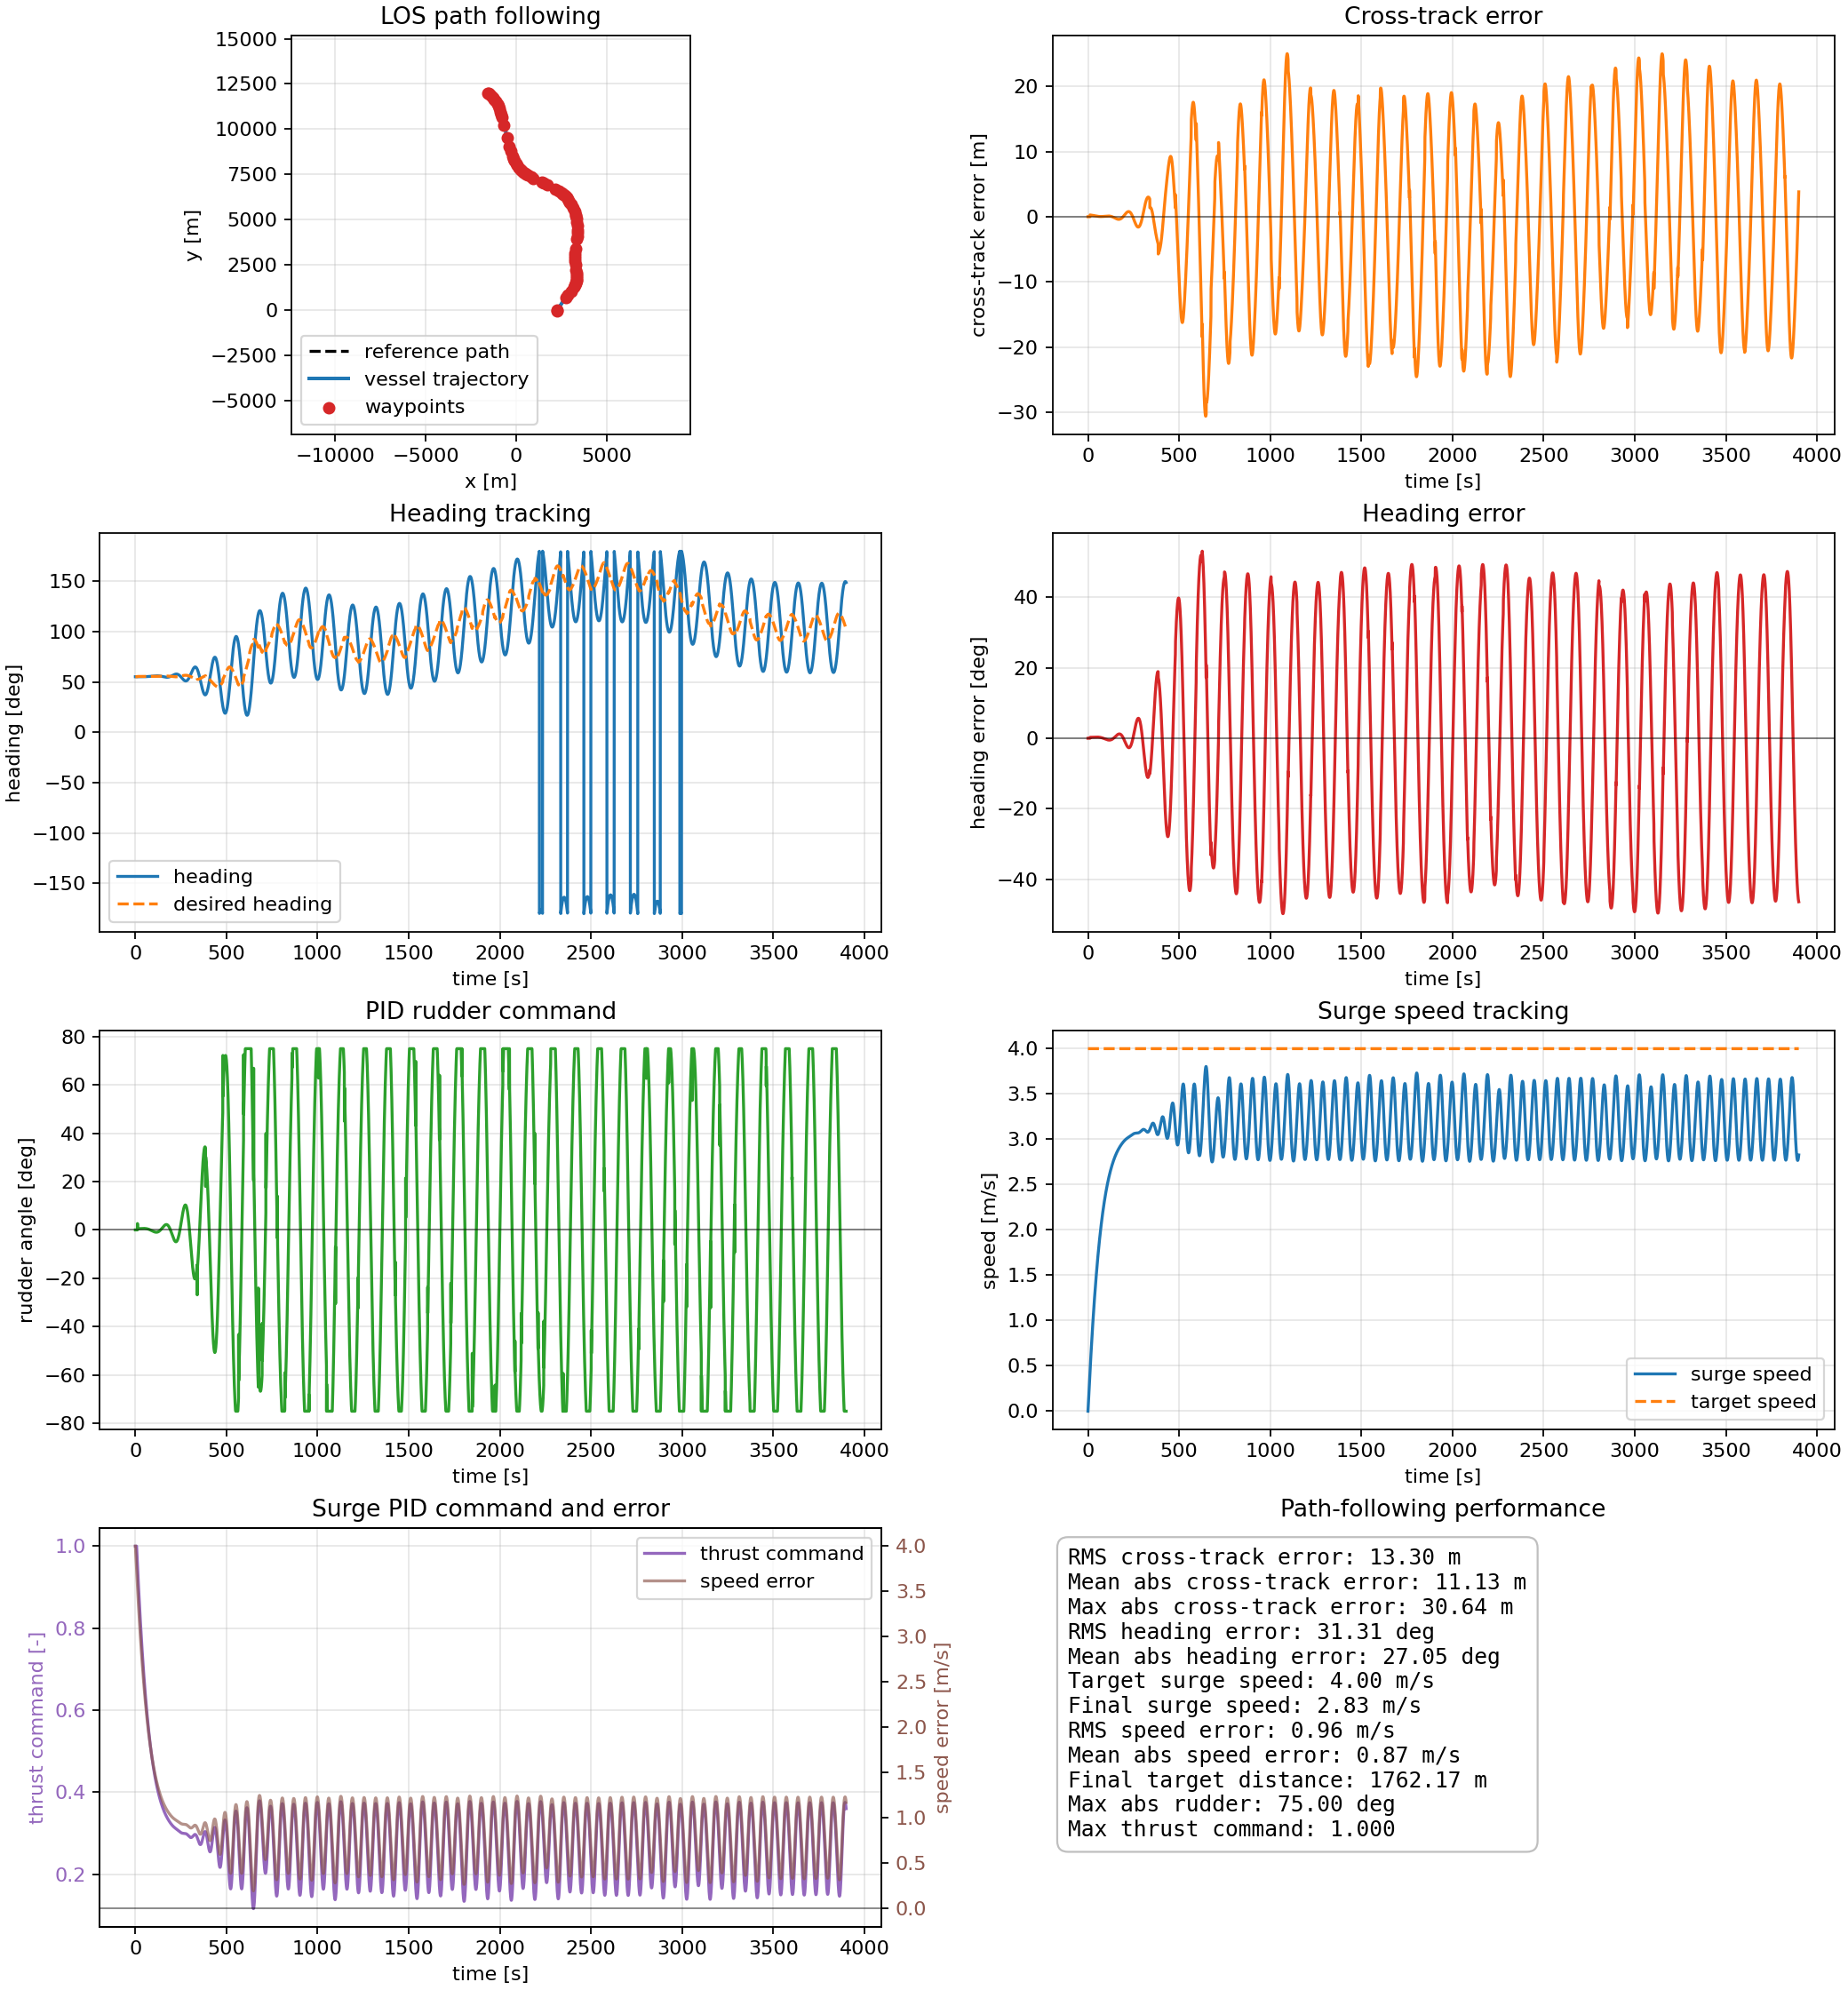 LOS path following
15000
12500
10000
7500
5000
2500
0
−2500
−5000
y [m]
reference path
vessel trajectory
waypoints
−10000 −5000 0 5000
x [m]
Cross-track error
20
10
0
−10
−20
−30
cross-track error [m]
0 500 1000 1500 2000 2500 3000 3500 4000
time [s]
Heading tracking
150
100
50
0
−50
−100
−150
heading [deg]
heading
desired heading
0 500 1000 1500 2000 2500 3000 3500 4000
time [s]
Heading error
40
20
0
−20
−40
heading error [deg]
0 500 1000 1500 2000 2500 3000 3500 4000
time [s]
PID rudder command
80
60
40
20
0
−20
−40
−60
−80
rudder angle [deg]
0 500 1000 1500 2000 2500 3000 3500 4000
time [s]
Surge speed tracking
4.0
3.5
3.0
2.5
2.0
1.5
1.0
0.5
0.0
speed [m/s]
surge speed
target speed
0 500 1000 1500 2000 2500 3000 3500 4000
time [s]
Surge PID command and error
1.0
0.8
0.6
0.4
0.2
thrust command [-]
thrust command
speed error
4.0
3.5
3.0
2.5
2.0
1.5
1.0
0.5
0.0
speed error [m/s]
0 500 1000 1500 2000 2500 3000 3500 4000
time [s]
Path-following performance
RMS cross-track error: 13.30 m
Mean abs cross-track error: 11.13 m
Max abs cross-track error: 30.64 m
RMS heading error: 31.31 deg
Mean abs heading error: 27.05 deg
Target surge speed: 4.00 m/s
Final surge speed: 2.83 m/s
RMS speed error: 0.96 m/s
Mean abs speed error: 0.87 m/s
Final target distance: 1762.17 m
Max abs rudder: 75.00 deg
Max thrust command: 1.000